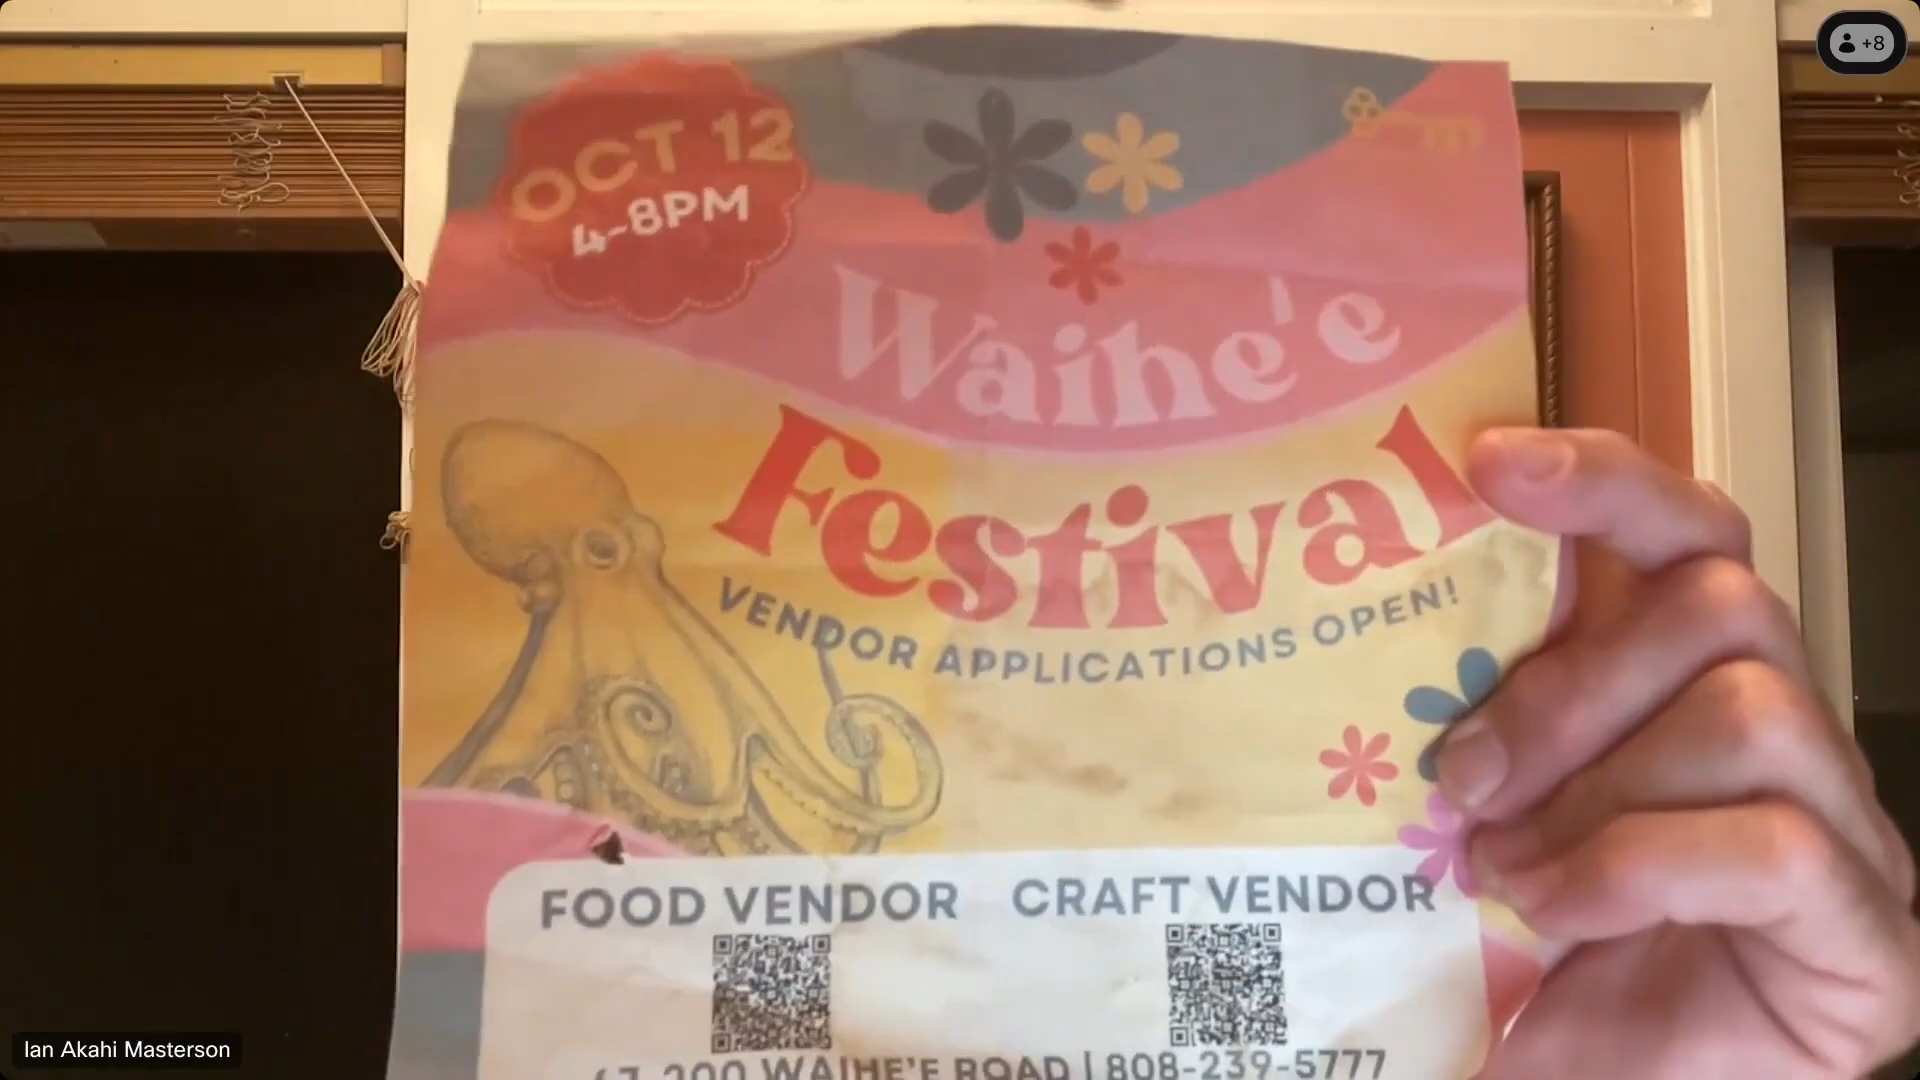 +8
OCT 12
4-8PM
Waihe'e
Festival
VENDOR APPLICATIONS OPEN!
FOOD VENDOR CRAFT VENDOR
WAIHE'E ROAD | 808-239-5777
Ian Akahi Masterson